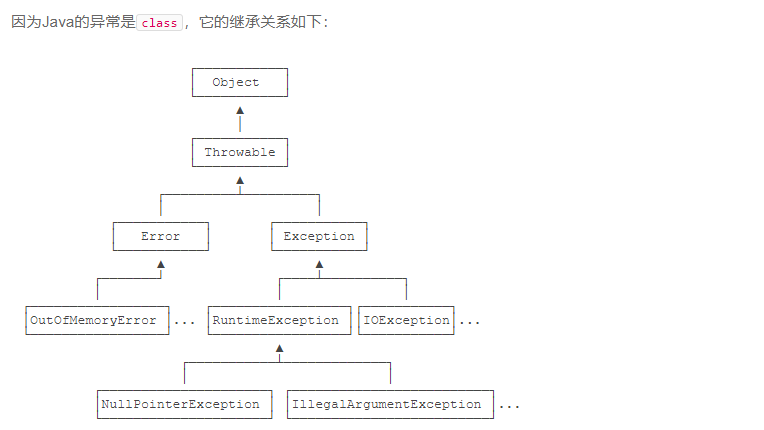 因为Java的异常是class，它的继承关系如下：
Object
Throwable
Error Exception
OutOfMemoryError ... RuntimeException IOException ...
NullPointerException IllegalArgumentException ...